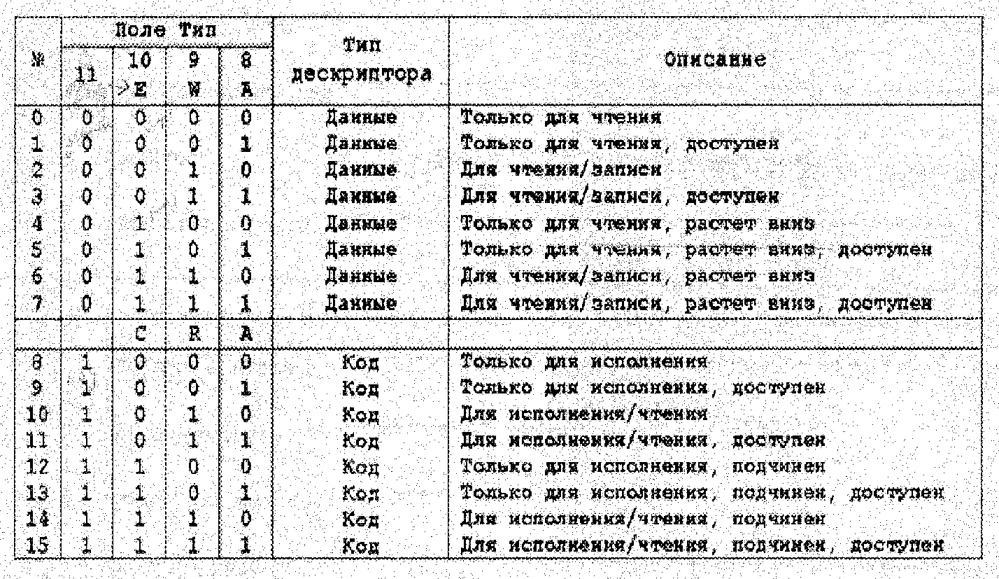 Поле Тип
№ 11 10 9 8 Тип дескриптора Описание
E W A
0 0 0 0 0 Данные Только для чтения
1 0 0 0 1 Данные Только для чтения, доступен
2 0 0 1 0 Данные Для чтения/записи
3 0 0 1 1 Данные Для чтения/записи, доступен
4 0 1 0 0 Данные Только для чтения, растет вниз
5 0 1 0 1 Данные Только для чтения, растет вниз, доступен
6 0 1 1 0 Данные Для чтения/записи, растет вниз
7 0 1 1 1 Данные Для чтения/записи, растет вниз, доступен
C R A
8 1 0 0 0 Код Только для исполнения
9 1 0 0 1 Код Только для исполнения, доступен
10 1 0 1 0 Код Для исполнения/чтения
11 1 0 1 1 Код Для исполнения/чтения, доступен
12 1 1 0 0 Код Только для исполнения, подчинен
13 1 1 0 1 Код Только для исполнения, подчинен, доступен
14 1 1 1 0 Код Для исполнения/чтения, подчинен
15 1 1 1 1 Код Для исполнения/чтения, подчинен, доступен